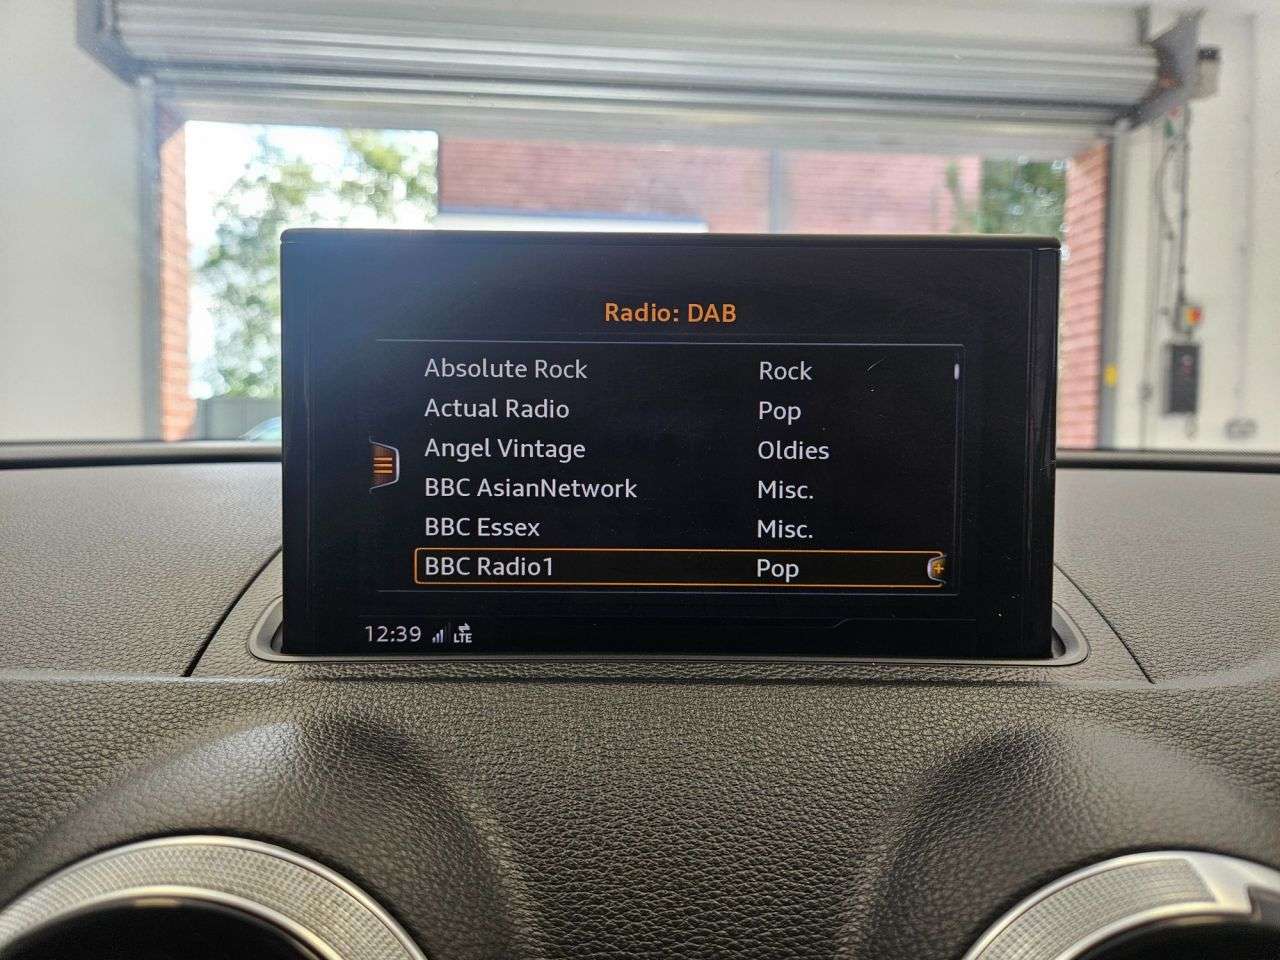 Radio: DAB
Absolute Rock Rock
Actual Radio Pop
Angel Vintage Oldies
BBC AsianNetwork Misc.
BBC Essex Misc.
BBC Radio1 Pop
12:39 LTE